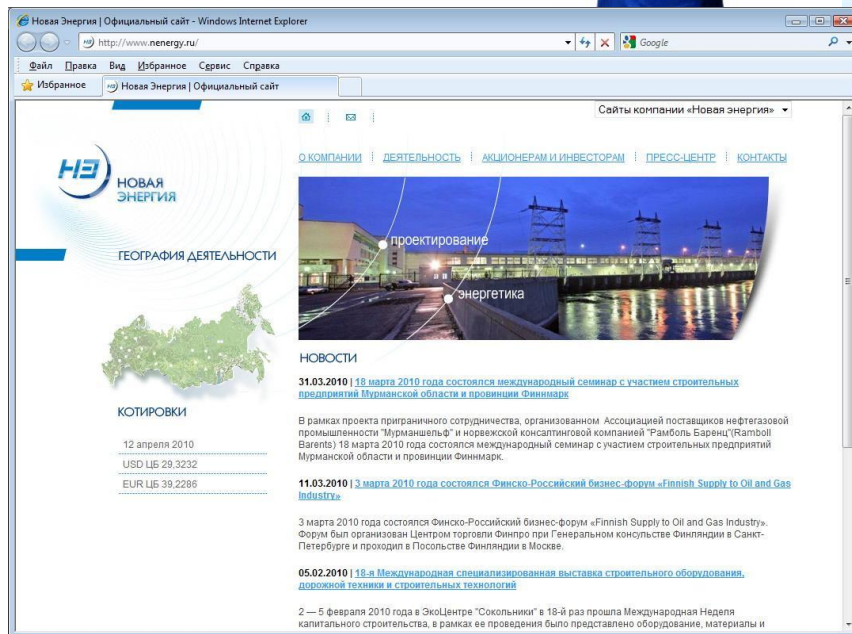 Новая Энергия | Официальный сайт - Windows Internet Explorer
http://www.nenergy.ru/
Google
Файл Правка Вид Избранное Сервис Справка
Избранное
НЭ Новая Энергия | Официальный сайт
Сайты компании «Новая энергия»
О КОМПАНИИ ДЕЯТЕЛЬНОСТЬ АКЦИОНЕРАМ И ИНВЕСТОРАМ ПРЕСС-ЦЕНТР КОНТАКТЫ
НЭ
НОВАЯ
ЭНЕРГИЯ
ГЕОГРАФИЯ ДЕЯТЕЛЬНОСТИ
КОТИРОВКИ
12 апреля 2010
USD ЦБ 29,3232
EUR ЦБ 39,2286
проектирование
энергетика
НОВОСТИ
31.03.2010 | 18 марта 2010 года состоялся международный семинар с участием строительных
предприятий Мурманской области и провинции Финнмарк
В рамках проекта приграничного сотрудничества, организованном Ассоциацией поставщиков нефтегазовой
промышленности "Мурманшельф" и норвежской консалтинговой компанией "Рамболь Баренц"(Ramboll
Barents) 18 марта 2010 года состоялся международный семинар с участием строительных предприятий
Мурманской области и провинции Финнмарк.
11.03.2010 | 3 марта 2010 года состоялся Финско-Российский бизнес-форум «Finnish Supply to Oil and Gas
Industry»
3 марта 2010 года состоялся Финско-Российский бизнес-форум «Finnish Supply to Oil and Gas Industry».
Форум был организован Центром торговли Финпро при Генеральном консульстве Финляндии в Санкт-
Петербурге и проходил в Посольстве Финляндии в Москве.
05.02.2010 | 18-я Международная специализированная выставка строительного оборудования,
дорожной техники и строительных технологий
2 — 5 февраля 2010 года в ЭкоЦентре "Сокольники" в 18-й раз прошла Международная Неделя
капитального строительства, в рамках ее проведения было представлено оборудование, материалы и